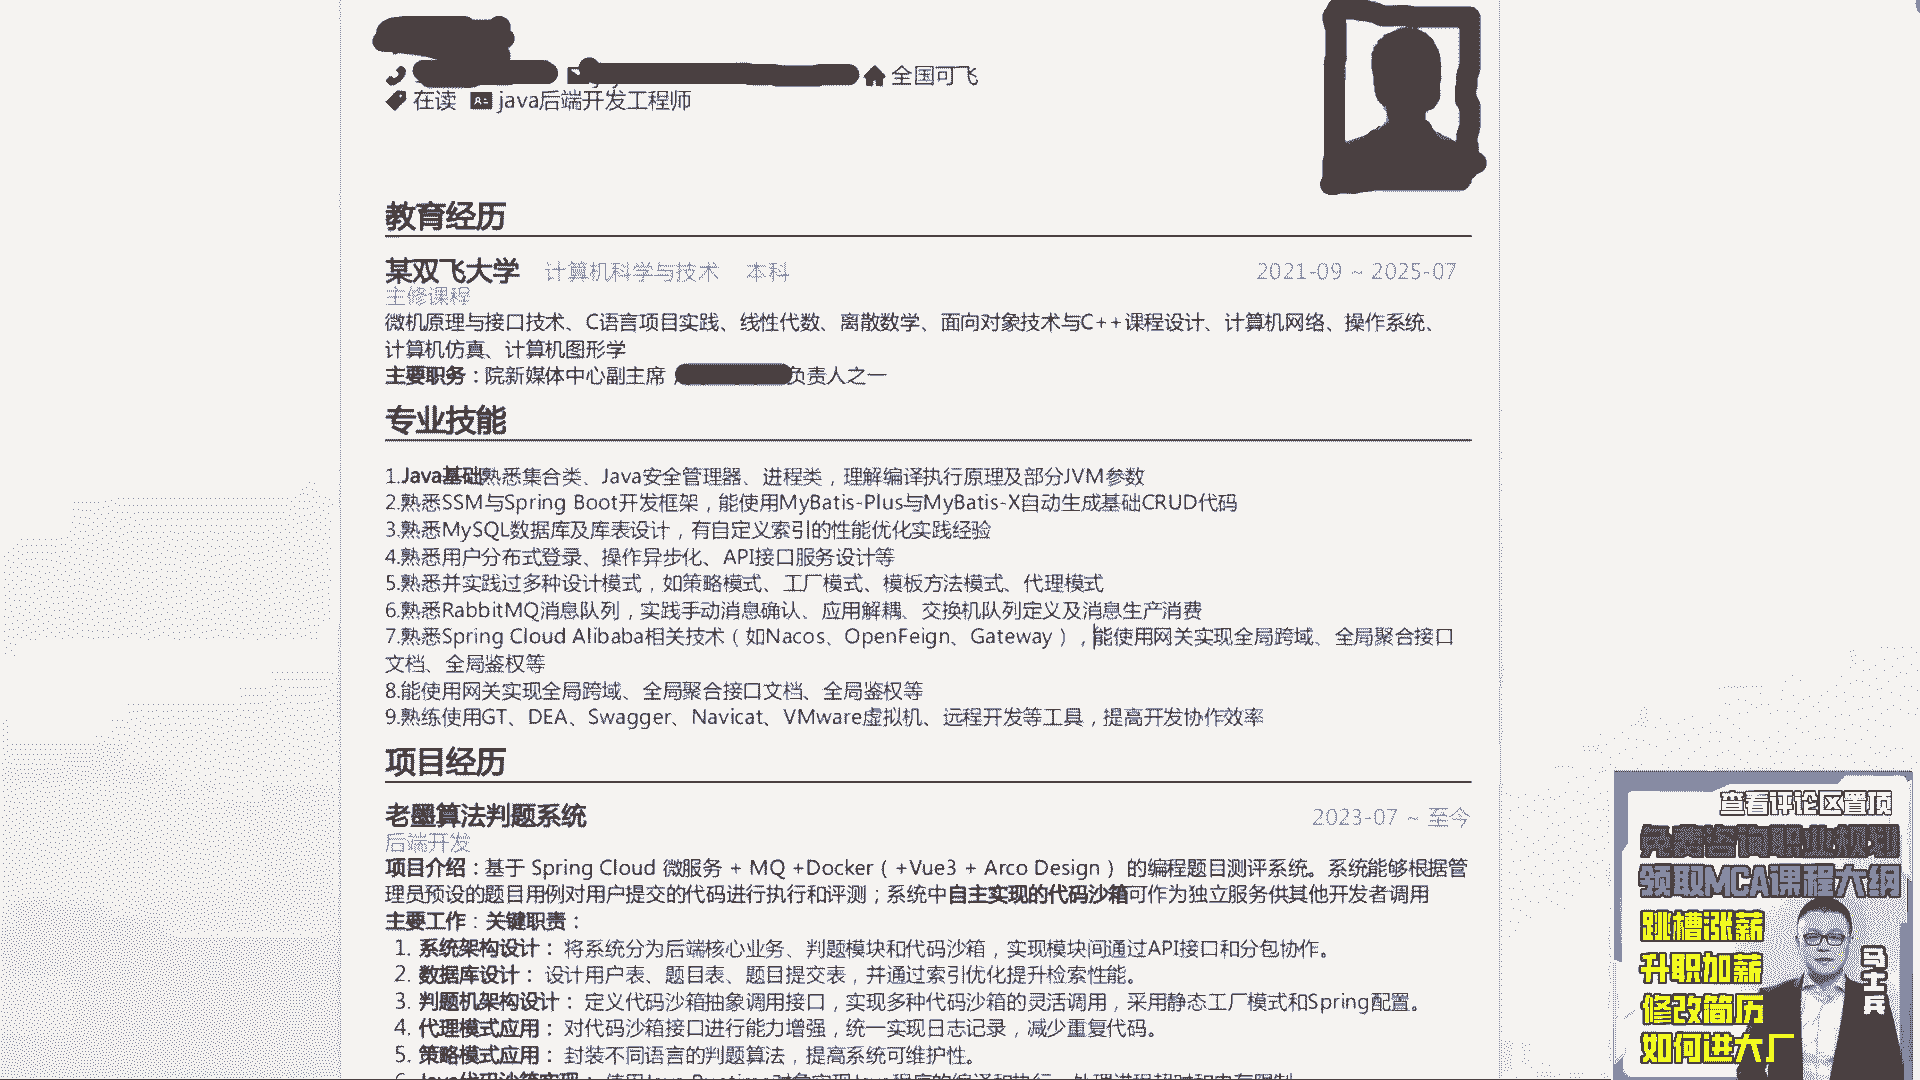 全国可飞
在读 java后端开发工程师
教育经历
某双飞大学 计算机科学与技术 本科 2021-09 ~ 2025-07
主修课程
微机原理与接口技术、C语言项目实践、线性代数、离散数学、面向对象技术与C++课程设计、计算机网络、操作系统、
计算机仿真、计算机图形学
主要职务：院新媒体中心副主席 负责人之一
专业技能
1.Java基础熟悉集合类、Java安全管理器、进程类，理解编译执行原理及部分JVM参数
2.熟悉SSM与Spring Boot开发框架，能使用MyBatis-Plus与MyBatis-X自动生成基础CRUD代码
3.熟悉MySQL数据库及库表设计，有自定义索引的性能优化实践经验
4.熟悉用户分布式登录、操作异步化、API接口服务设计等
5.熟悉并实践过多种设计模式，如策略模式、工厂模式、模板方法模式、代理模式
6.熟悉RabbitMQ消息队列，实践手动消息确认、应用解耦、交换机队列定义及消息生产消费
7.熟悉Spring Cloud Alibaba相关技术（如Nacos、OpenFeign、Gateway），能使用网关实现全局跨域、全局聚合接口
文档、全局鉴权等
8.能使用网关实现全局跨域、全局聚合接口文档、全局鉴权等
9.熟练使用GT、DEA、Swagger、Navicat、VMware虚拟机、远程开发等工具，提高开发协作效率
项目经历
老墨算法判题系统 2023-07 ~ 至今
后端开发
项目介绍：基于 Spring Cloud 微服务 + MQ +Docker（+Vue3 + Arco Design）的编程题目测评系统。系统能够根据管
理员预设的题目用例对用户提交的代码进行执行和评测；系统中自主实现的代码沙箱可作为独立服务供其他开发者调用
主要工作：关键职责：
1. 系统架构设计： 将系统分为后端核心业务、判题模块和代码沙箱，实现模块间通过API接口和分包协作。
2. 数据库设计： 设计用户表、题目表、题目提交表，并通过索引优化提升检索性能。
3. 判题机架构设计： 定义代码沙箱抽象调用接口，实现多种代码沙箱的灵活调用，采用静态工厂模式和Spring配置。
4. 代理模式应用： 对代码沙箱接口进行能力增强，统一实现日志记录，减少重复代码。
5. 策略模式应用： 封装不同语言的判题算法，提高系统可维护性。
查看评论区置顶
免费咨询职业规划
领取MCA课程大纲
跳槽涨薪
升职加薪
修改简历
如何进大厂
马士兵